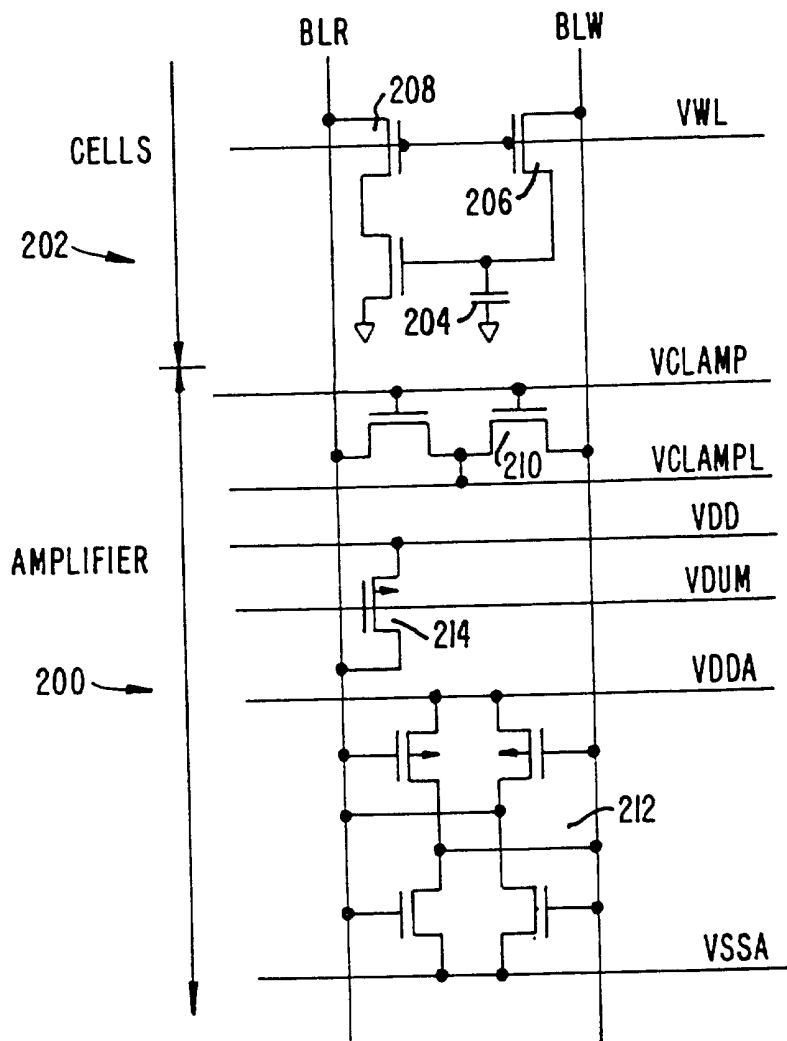 BLR
BLW
208
VWL
CELLS
206
202
204
VCLAMP
210
VCLAMPL
VDD
AMPLIFIER
VDUM
214
200
VDDA
212
VSSA